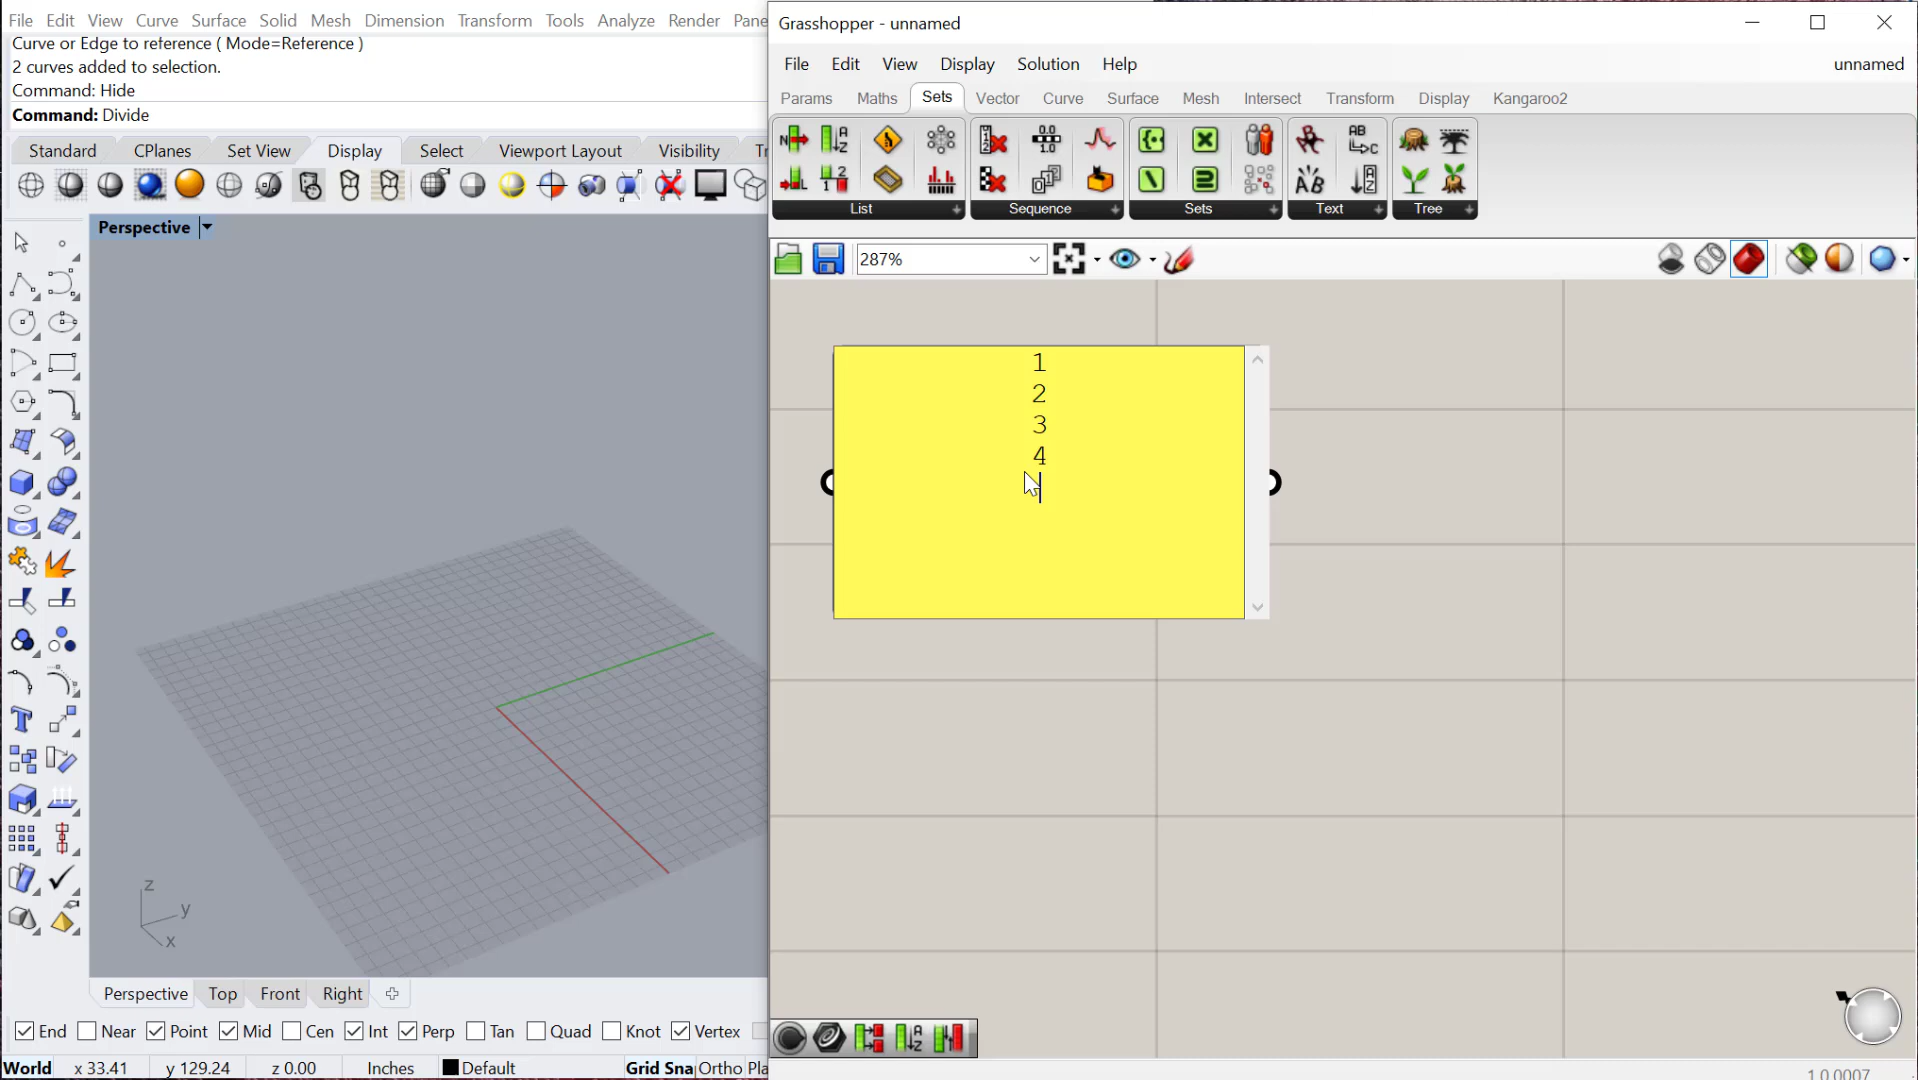 File Edit View Curve Surface Solid Mesh Dimension Transform Tools Analyze Render Pane
Curve or Edge to reference ( Mode=Reference )
2 curves added to selection.
Command: Hide
Command: Divide
Standard CPlanes Set View Display Select Viewport Layout Visibility
Perspective
z
y
x
Perspective Top Front Right
End Near Point Mid Cen Int Perp Tan Quad Knot Vertex
World x 33.41 y 129.24 z 0.00 Inches Default Grid Sna Ortho Pla
Grasshopper - unnamed
File Edit View Display Solution Help unnamed
Params Maths Sets Vector Curve Surface Mesh Intersect Transform Display Kangaroo2
List Sequence Sets Text Tree
287%
1
2
3
4
1.0.0007